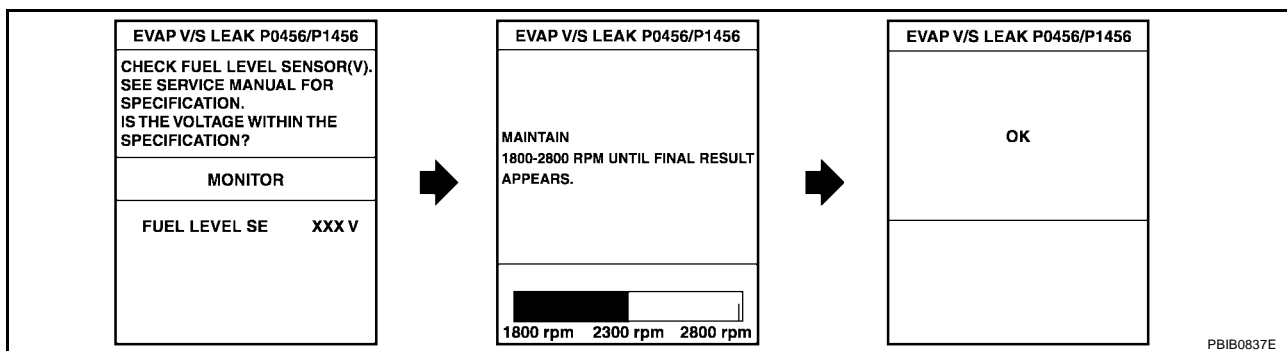 EVAP V/S LEAK P0456/P1456
CHECK FUEL LEVEL SENSOR(V).
SEE SERVICE MANUAL FOR
SPECIFICATION.
IS THE VOLTAGE WITHIN THE
SPECIFICATION?
MONITOR
FUEL LEVEL SE XXX V
EVAP V/S LEAK P0456/P1456
MAINTAIN
1800-2800 RPM UNTIL FINAL RESULT
APPEARS.
1800 rpm 2300 rpm 2800 rpm
EVAP V/S LEAK P0456/P1456
OK
PBIB0837E